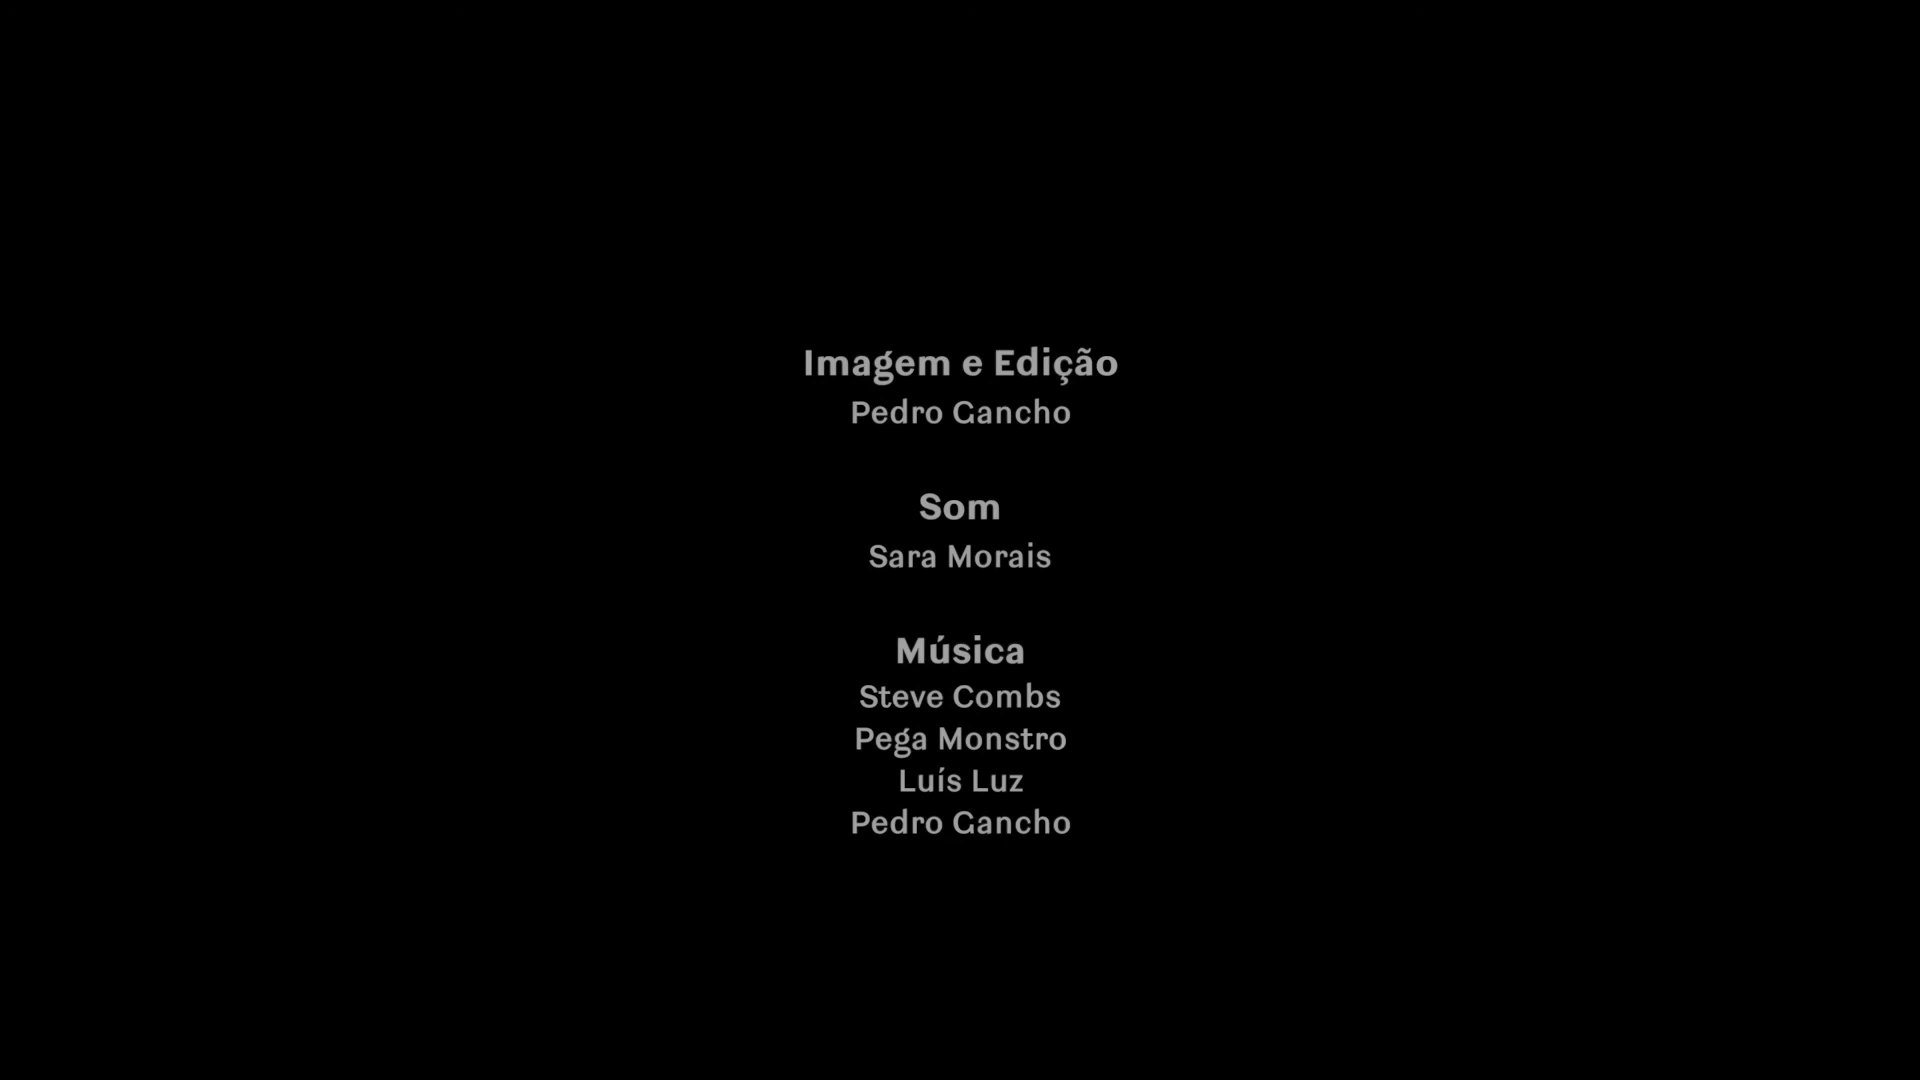 Imagem e Edição
Pedro Gancho
Som
Sara Morais
Música
Steve Combs
Pega Monstro
Luís Luz
Pedro Gancho